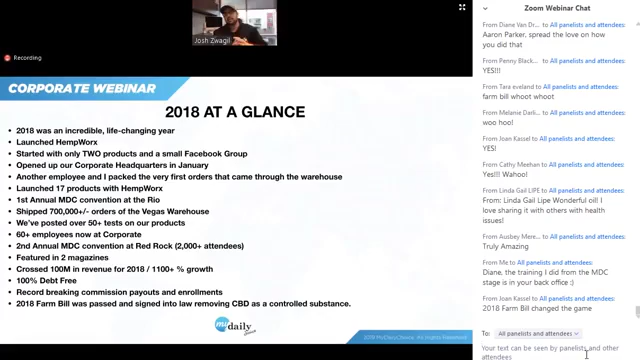 Josh Zwagil
Recording
CORPORATE WEBINAR
2018 AT A GLANCE
• 2018 was an incredible, life-changing year
• Launched HempWorx
• Started with only TWO products and a small Facebook Group
• Opened up our Corporate Headquarters in January
• Another employee and I packed the very first orders that came through the warehouse
• Launched 17 products with HempWorx
• 1st Annual MDC convention at the Rio
• Shipped 700,000+/- orders of the Vegas Warehouse
• We've posted over 50+ tests on our products
• 60+ employees now at Corporate
• 2nd Annual MDC convention at Red Rock (2,000+ attendees)
• Featured in 2 magazines
• Crossed 100M in revenue for 2018 / 1100+ % growth
• 100% Debt Free
• Record breaking commission payouts and enrollments
• 2018 Farm Bill was passed and signed into law removing CBD as a controlled substance.
my daily
Zoom Webinar Chat
From Diane Van Dr... to All panelists and attendees:
Aaron Parker, spread the love on how
you did that
From Penny Black... to All panelists and attendees:
YES!!!
From Tara eveland to All panelists and attendees:
farm bill whoot whoot
From Melanie Dark... to All panelists and attendees:
woo hoo!
From Joan Kassel to All panelists and attendees:
YES!
From Cathy Meehan to All panelists and attendees:
Yes!!! Wahoo!
From Linda Gail LIPE to All panelists and attendees:
From: Linda Gail Lipe Wonderful oil! I
love sharing it with others with health
issues!
From Ausbey Mere... to All panelists and attendees:
Truly Amazing
From Me to All panelists and attendees:
Diane, the training I did from the MDC
stage is in your back office :)
From Joan Kassel to All panelists and attendees:
2018 Farm Bill changed the game
To: All panelists and attendees
Your text can be seen by panelists and other
attendees